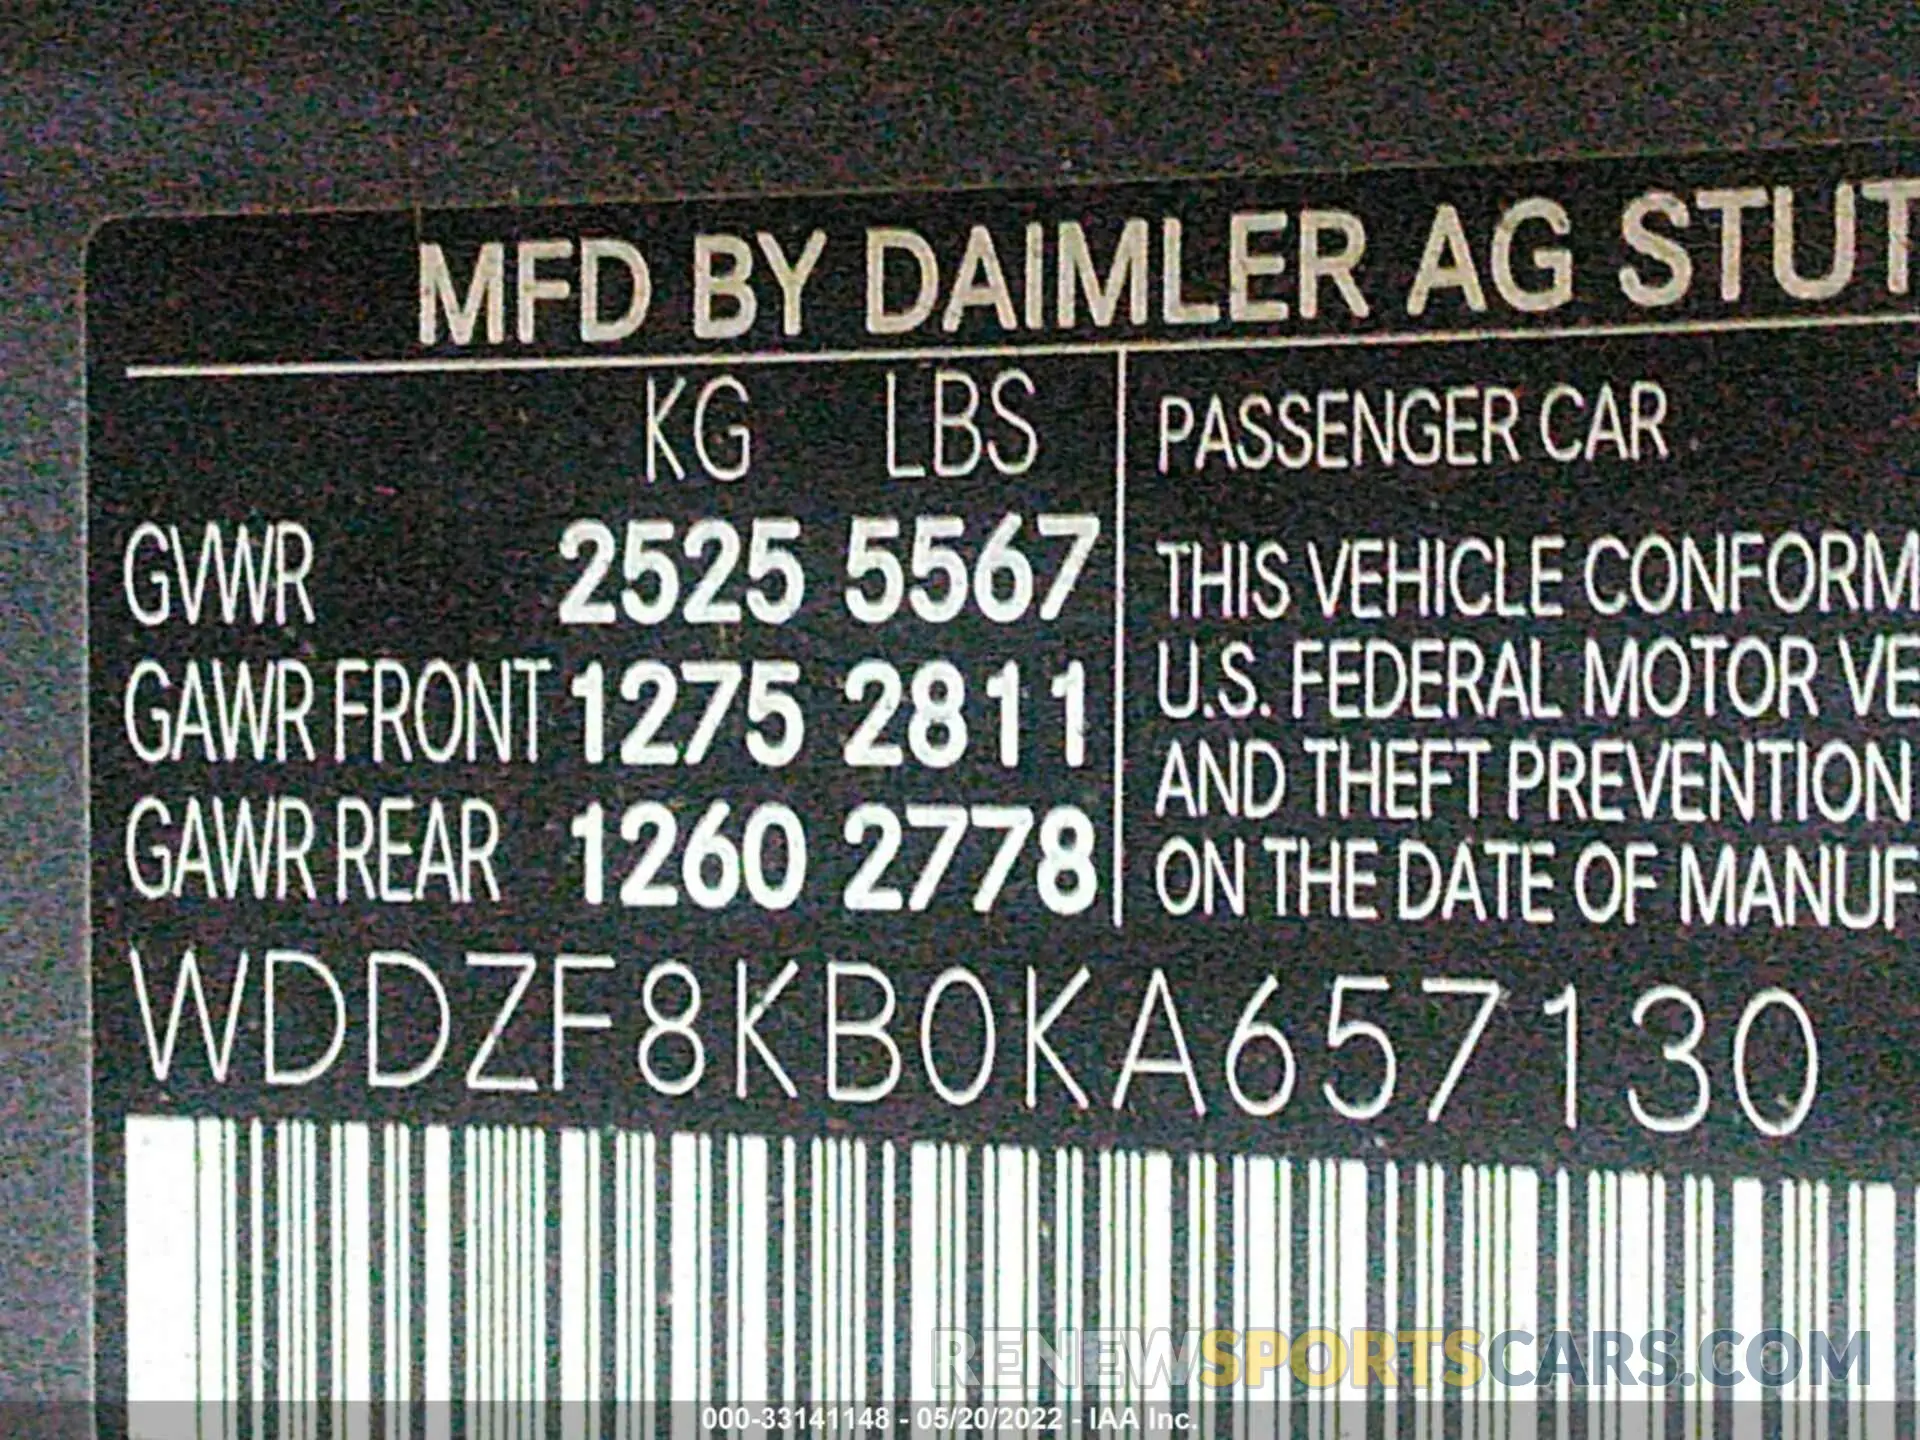 MFD BY DAIMLER AG STUT
KG LBS
GVWR 2525 5567
GAWR FRONT 1275 2811
GAWR REAR 1260 2778
PASSENGER CAR
THIS VEHICLE CONFORM
U.S. FEDERAL MOTOR VE
AND THEFT PREVENTION
ON THE DATE OF MANUF
WDDZF8KB0KA657130
RENEWSPORTSCARS.COM
000-33141148 - 05/20/2022 - IAA Inc.